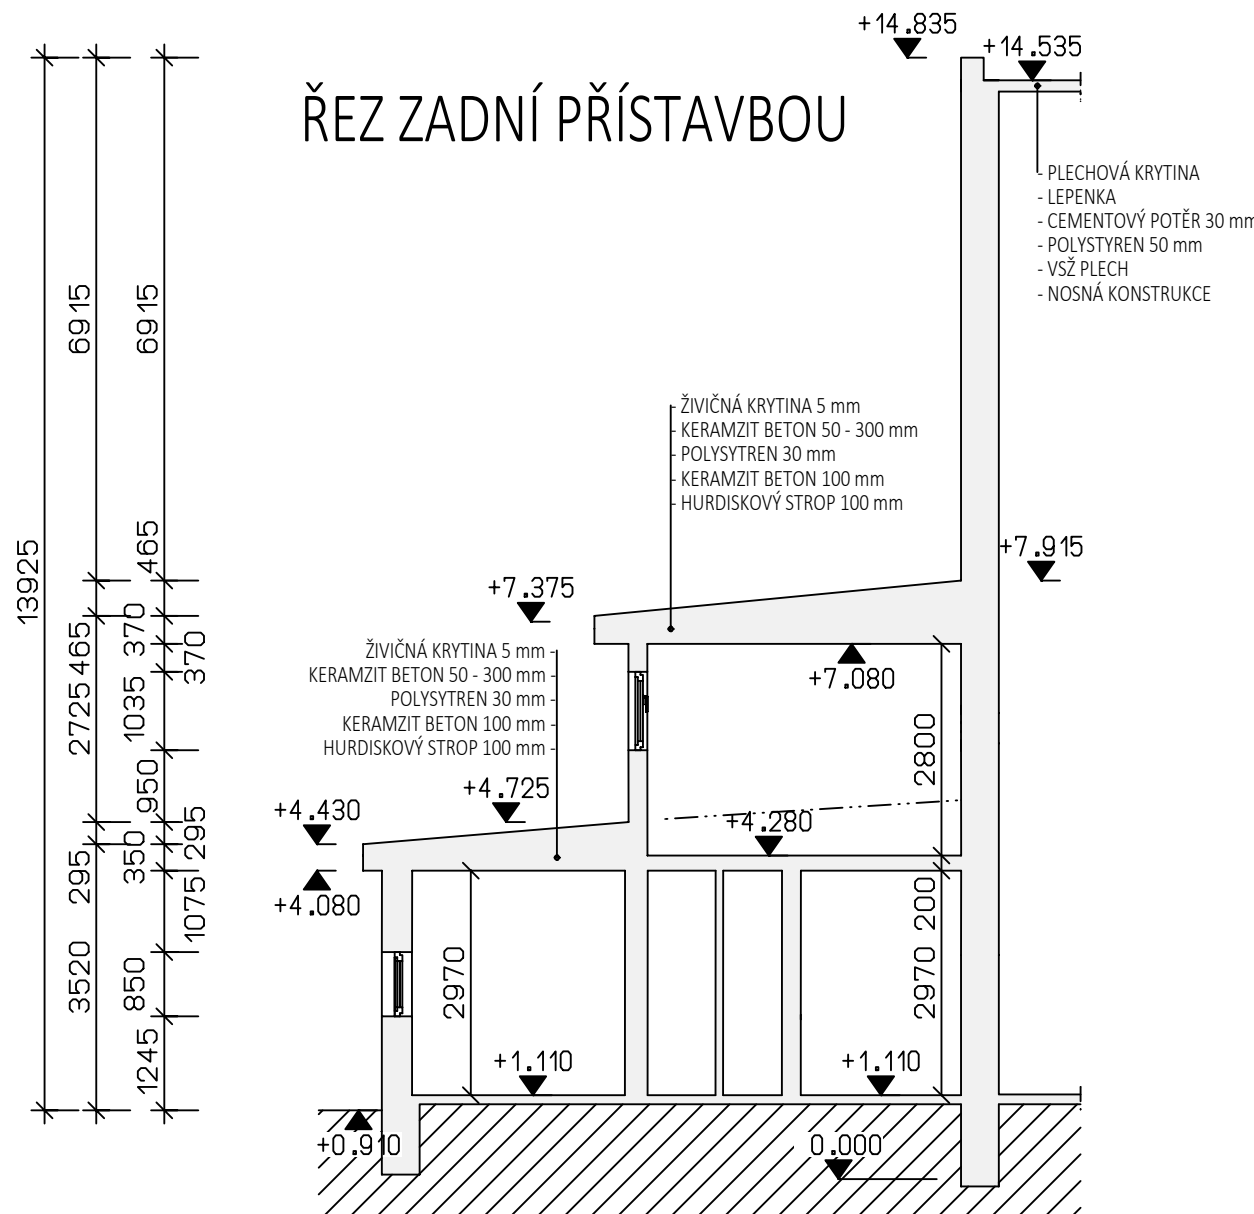 +14.835
+14.535
ŘEZ ZADNÍ PŘÍSTAVBOU
- PLECHOVÁ KRYTINA
- LEPENKA
- CEMENTOVÝ POTĚR 30 mm
- POLYSTYREN 50 mm
- VSŽ PLECH
- NOSNÁ KONSTRUKCE
6915
6915
- ŽIVIČNÁ KRYTINA 5 mm
- KERAMZIT BETON 50 - 300 mm
- POLYSYTREN 30 mm
- KERAMZIT BETON 100 mm
- HURDISKOVÝ STROP 100 mm
13925
465
+7.915
+7.375
465
370
370
ŽIVIČNÁ KRYTINA 5 mm -
KERAMZIT BETON 50 - 300 mm -
POLYSYTREN 30 mm -
KERAMZIT BETON 100 mm -
HURDISKOVÝ STROP 100 mm -
+7.080
2725
1035
2800
950
+4.725
+4.430
+4.280
295
350
295
+4.080
1075
200
3520
850
2970
2970
1245
+1.110
+1.110
+0.910
0.000